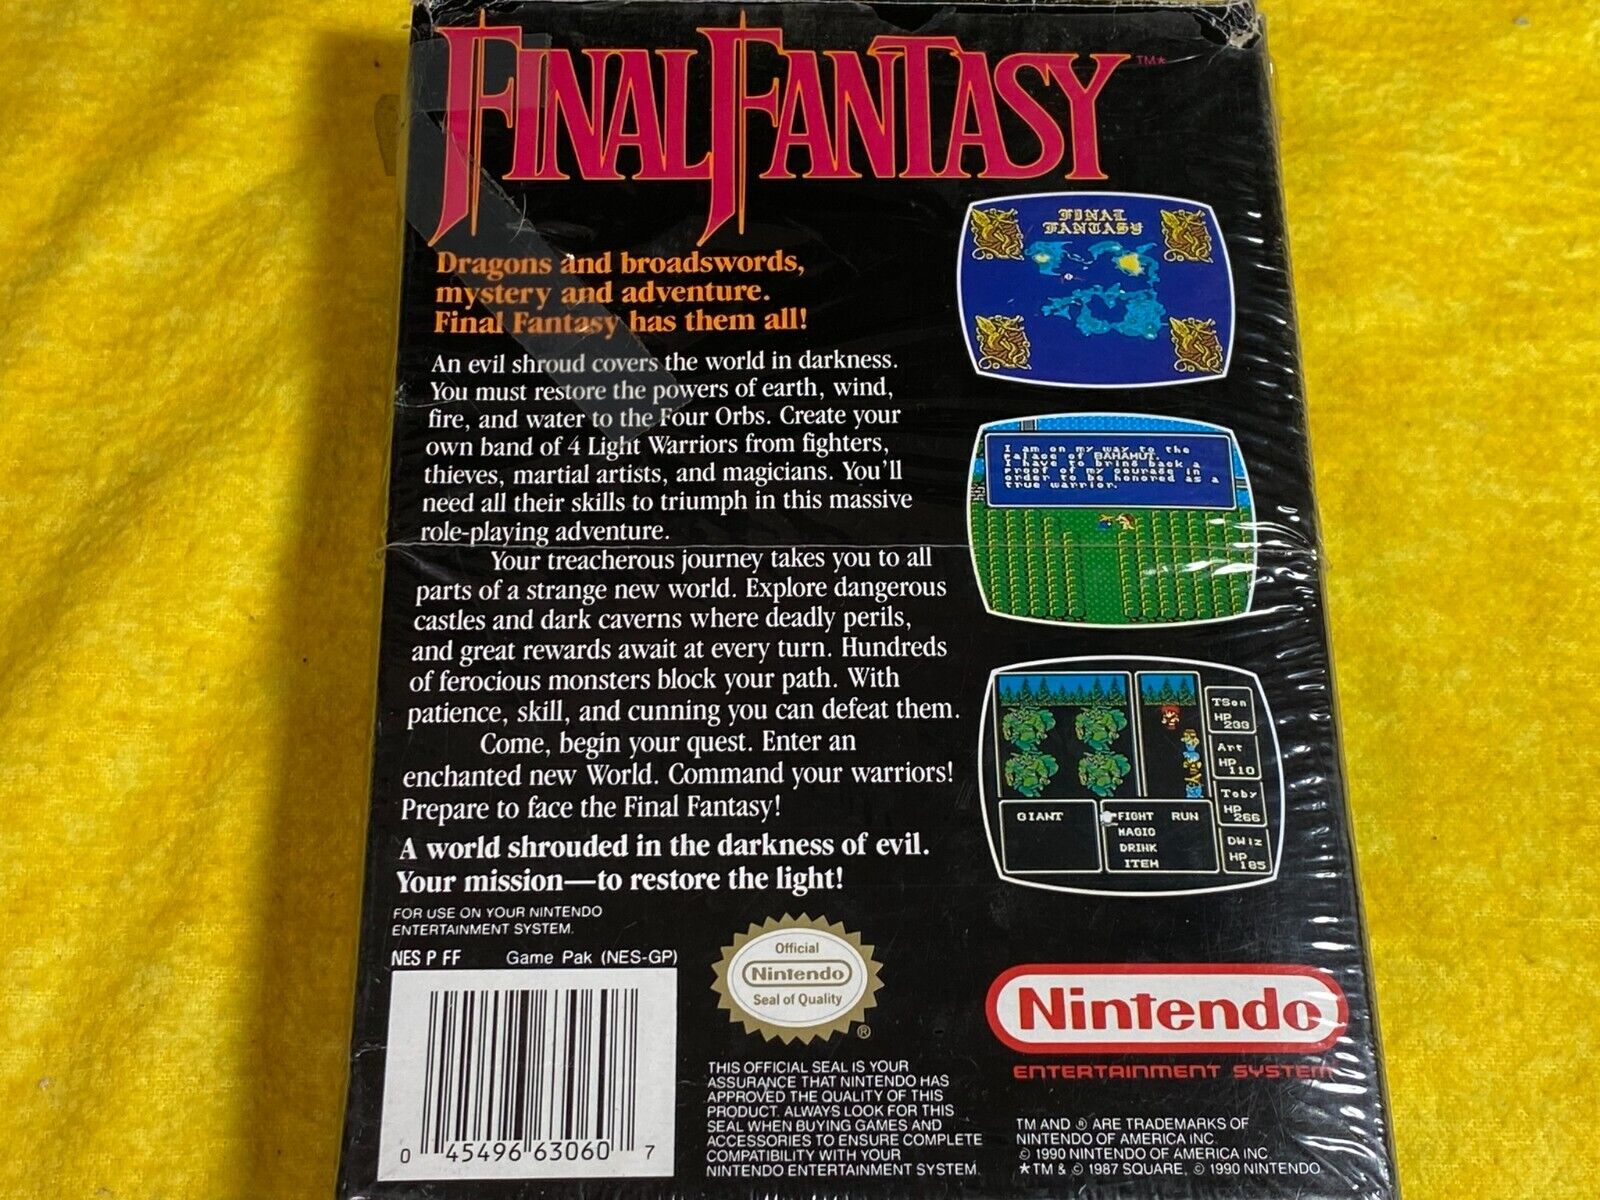 FINAL FANTASY™*
Dragons and broadswords,
mystery and adventure.
Final Fantasy has them all!
An evil shroud covers the world in darkness.
You must restore the powers of earth, wind,
fire, and water to the Four Orbs. Create your
own band of 4 Light Warriors from fighters,
thieves, martial artists, and magicians. You'll
need all their skills to triumph in this massive
role-playing adventure.
Your treacherous journey takes you to all
parts of a strange new world. Explore dangerous
castles and dark caverns where deadly perils,
and great rewards await at every turn. Hundreds
of ferocious monsters block your path. With
patience, skill, and cunning you can defeat them.
Come, begin your quest. Enter an
enchanted new World. Command your warriors!
Prepare to face the Final Fantasy!
A world shrouded in the darkness of evil.
Your mission—to restore the light!
FINAL
FANTASY
I am on my way to the
palace of BAHAMUT.
I have to bring back a
proof of my courage in
order to be honored as a
true warrior.
TSon
HP
233
Art
HP
110
Toby
HP
266
DWiz
HP
185
GIANT
FIGHT RUN
MAGIC
DRINK
ITEM
FOR USE ON YOUR NINTENDO
ENTERTAINMENT SYSTEM.
NES P FF Game Pak (NES-GP)
0 45496 63060 7
Official
Nintendo
Seal of Quality
®
THIS OFFICIAL SEAL IS YOUR
ASSURANCE THAT NINTENDO HAS
APPROVED THE QUALITY OF THIS
PRODUCT. ALWAYS LOOK FOR THIS
SEAL WHEN BUYING GAMES AND
ACCESSORIES TO ENSURE COMPLETE
COMPATIBILITY WITH YOUR
NINTENDO ENTERTAINMENT SYSTEM.
Nintendo
ENTERTAINMENT SYSTEM
TM AND ® ARE TRADEMARKS OF
NINTENDO OF AMERICA INC.
© 1990 NINTENDO OF AMERICA INC.
*TM & © 1987 SQUARE, © 1990 NINTENDO.